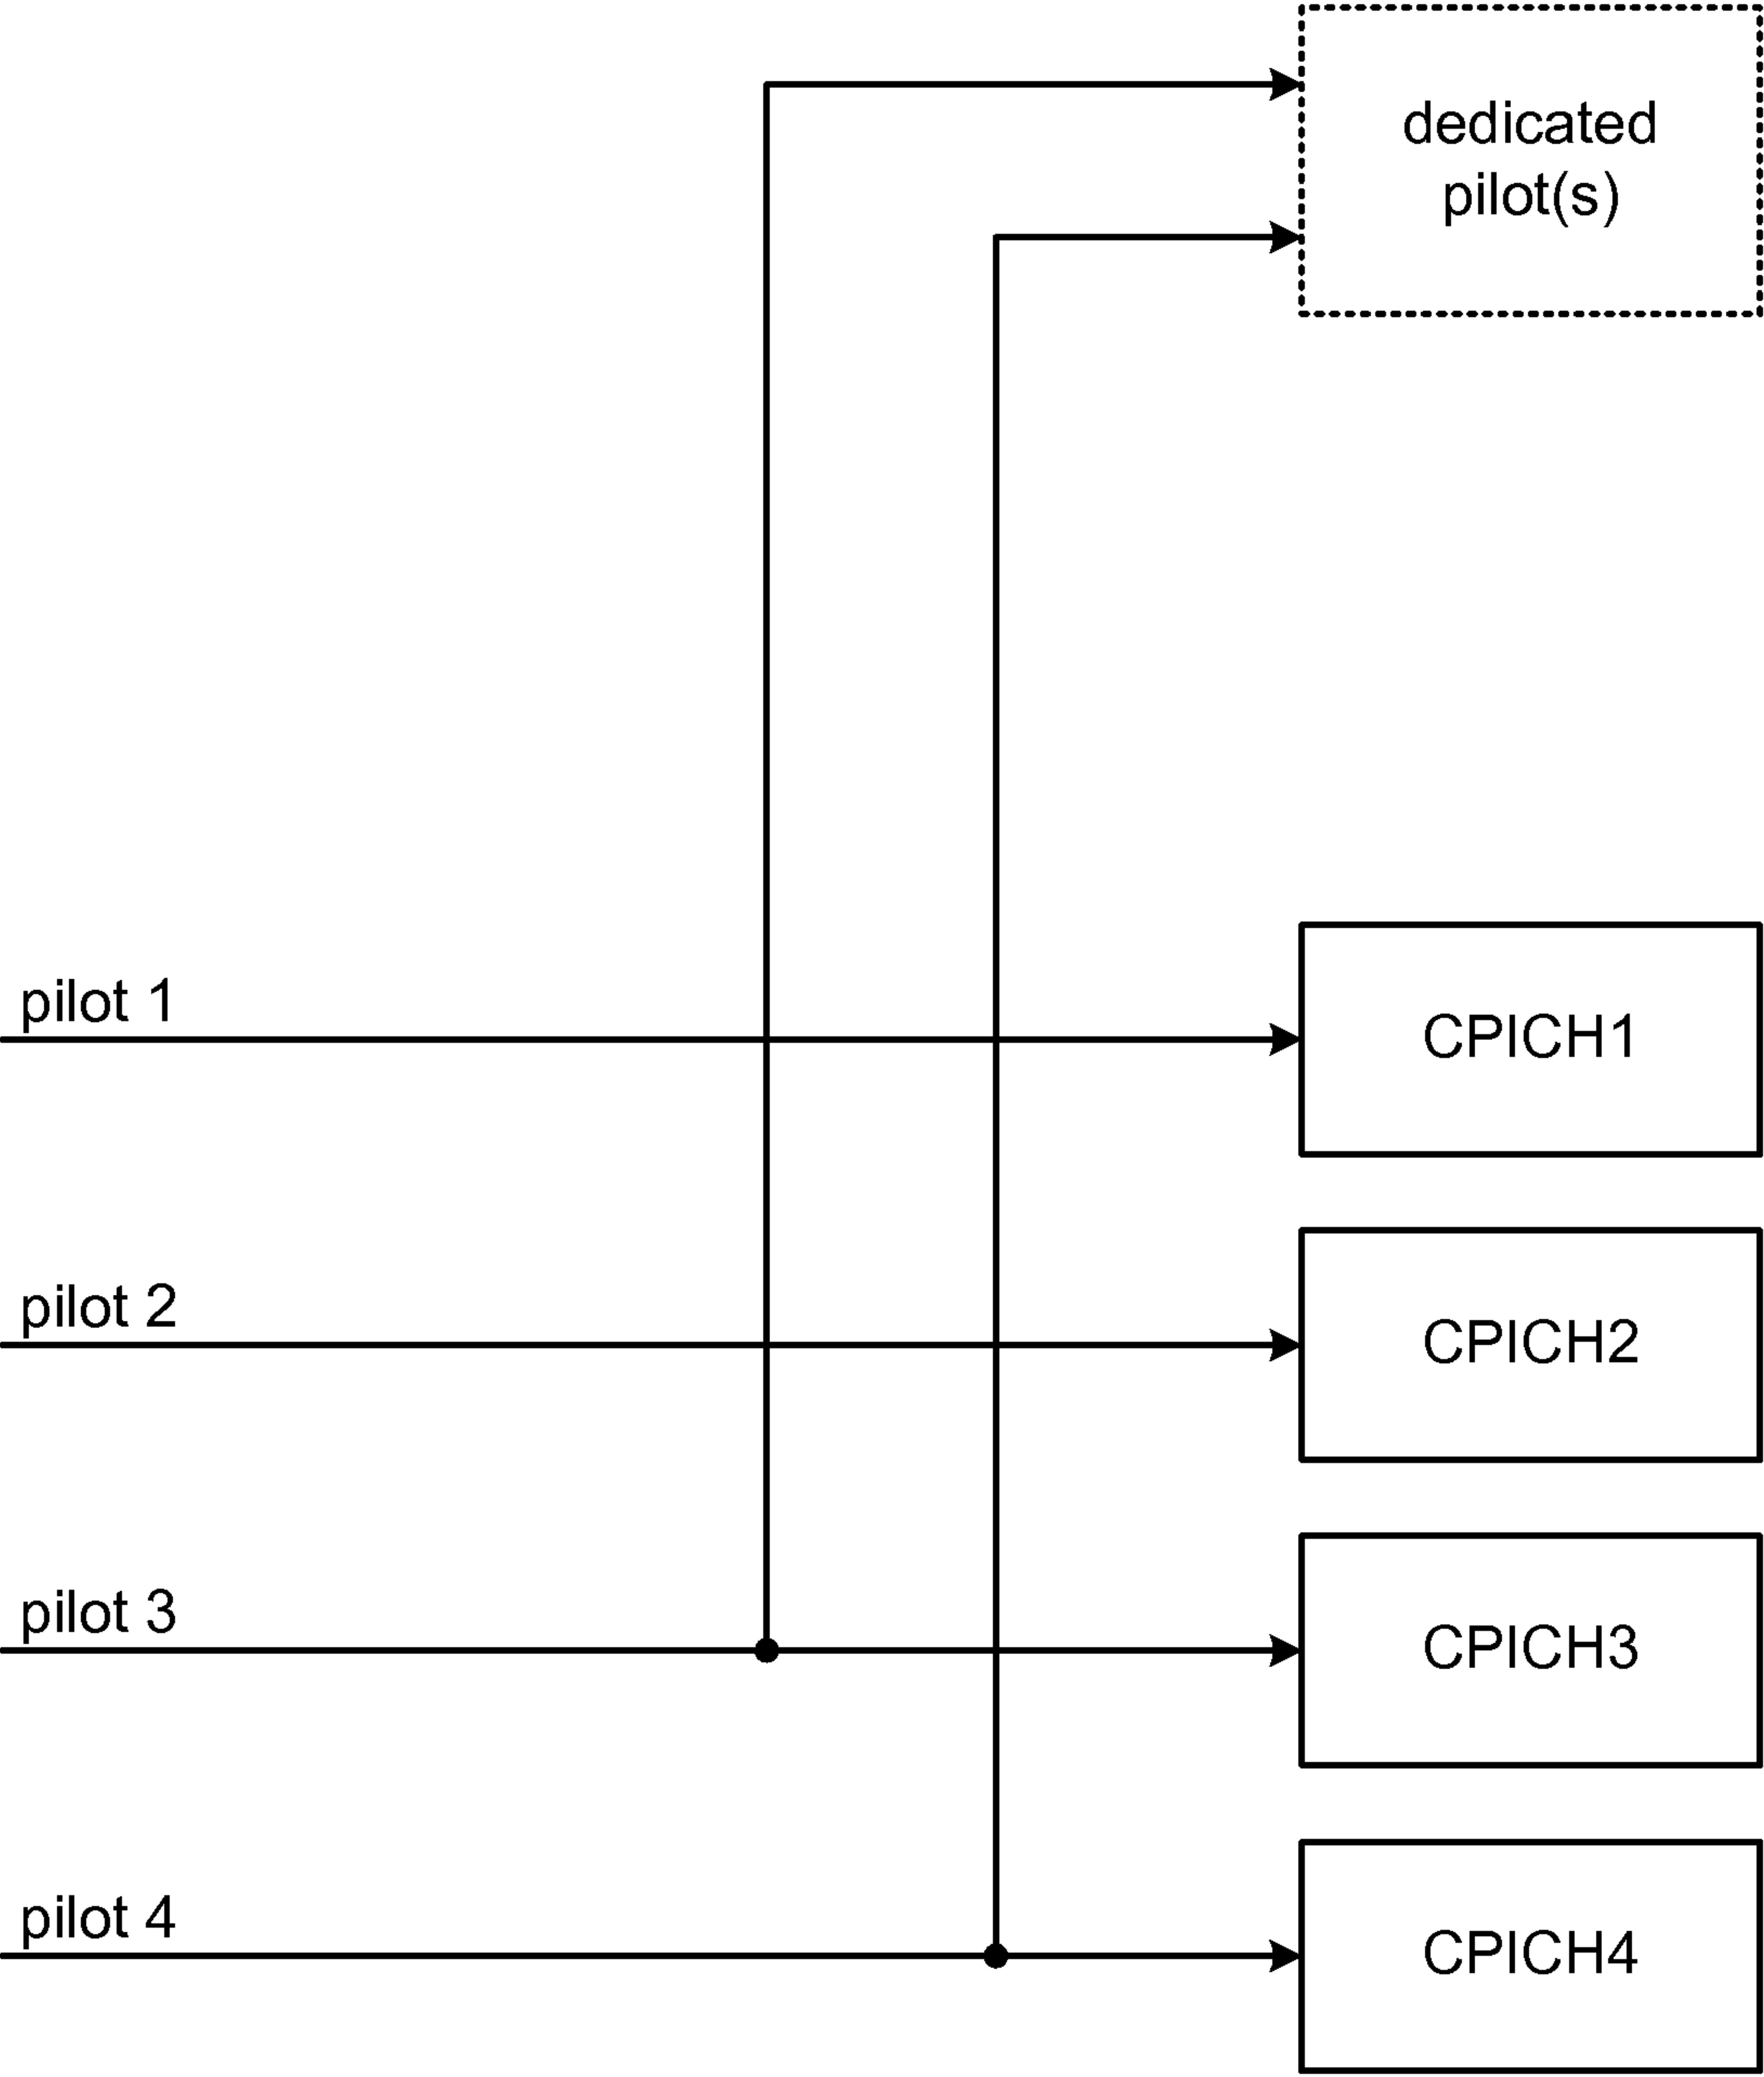 dedicated
pilot(s)
pilot 1
CPICH1
pilot 2
CPICH2
pilot 3
CPICH3
pilot 4
CPICH4